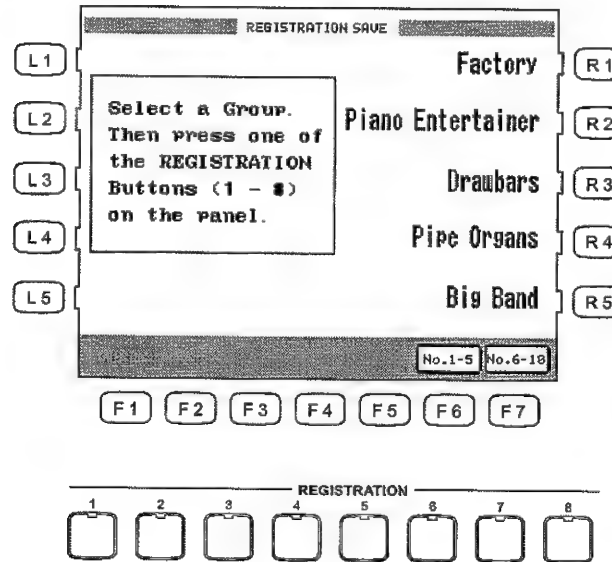 REGISTRATION SAVE
L1
L2
L3
L4
L5
Select a Group.
Then press one of
the REGISTRATION
Buttons (1 - 8)
on the panel.
Factory
Piano Entertainer
Drawbars
Pipe Organs
Big Band
R1
R2
R3
R4
R5
No.1-5 No.6-10
F1 F2 F3 F4 F5 F6 F7
REGISTRATION
1 2 3 4 5 6 7 8